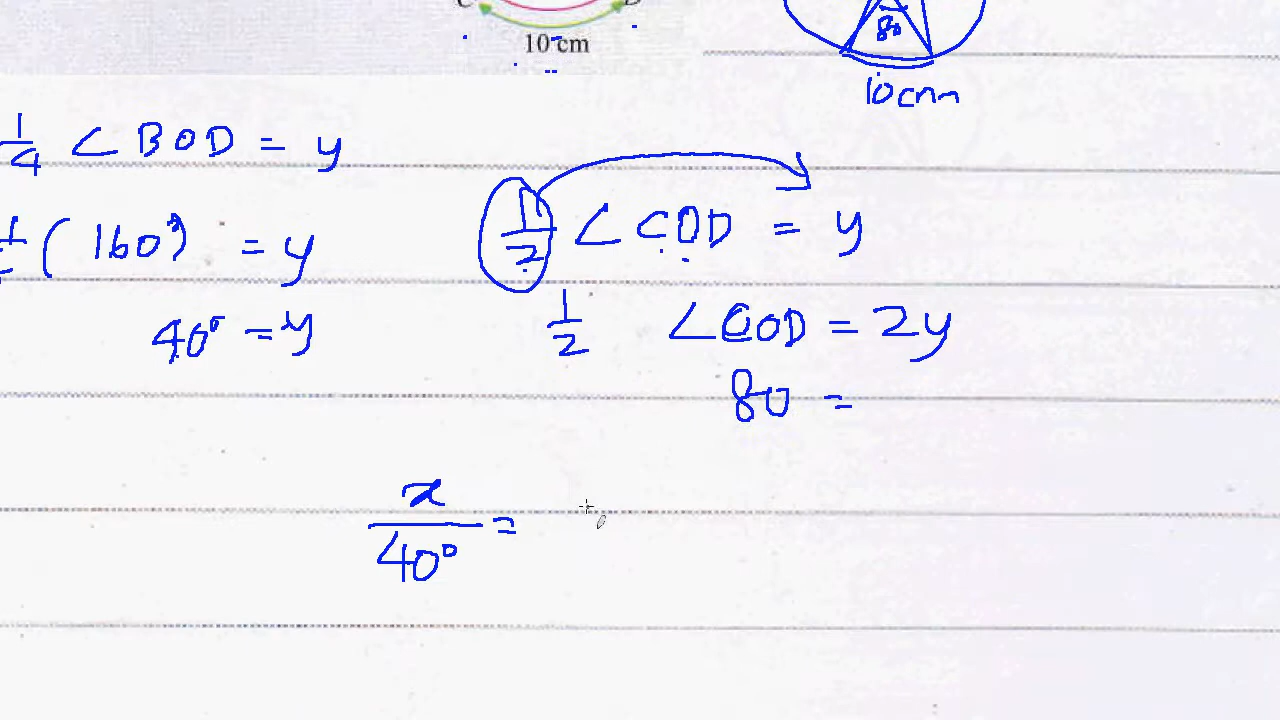 C D
10 cm
80
10cm
1/4 ∠BOD = y
(160°) = y
40° = y
1/2 ∠COD = y
1/2 ∠COD = 2y
80 =
x/40° =